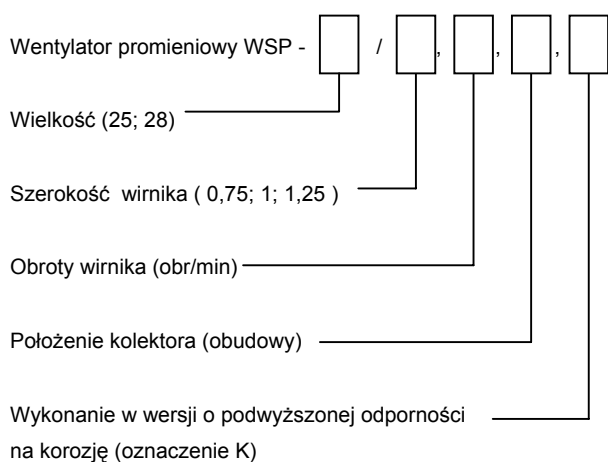 Wentylator promieniowy WSP - / , , ,
Wielkość (25; 28)
Szerokość wirnika ( 0,75; 1; 1,25 )
Obroty wirnika (obr/min)
Położenie kolektora (obudowy)
Wykonanie w wersji o podwyższonej odporności
na korozję (oznaczenie K)